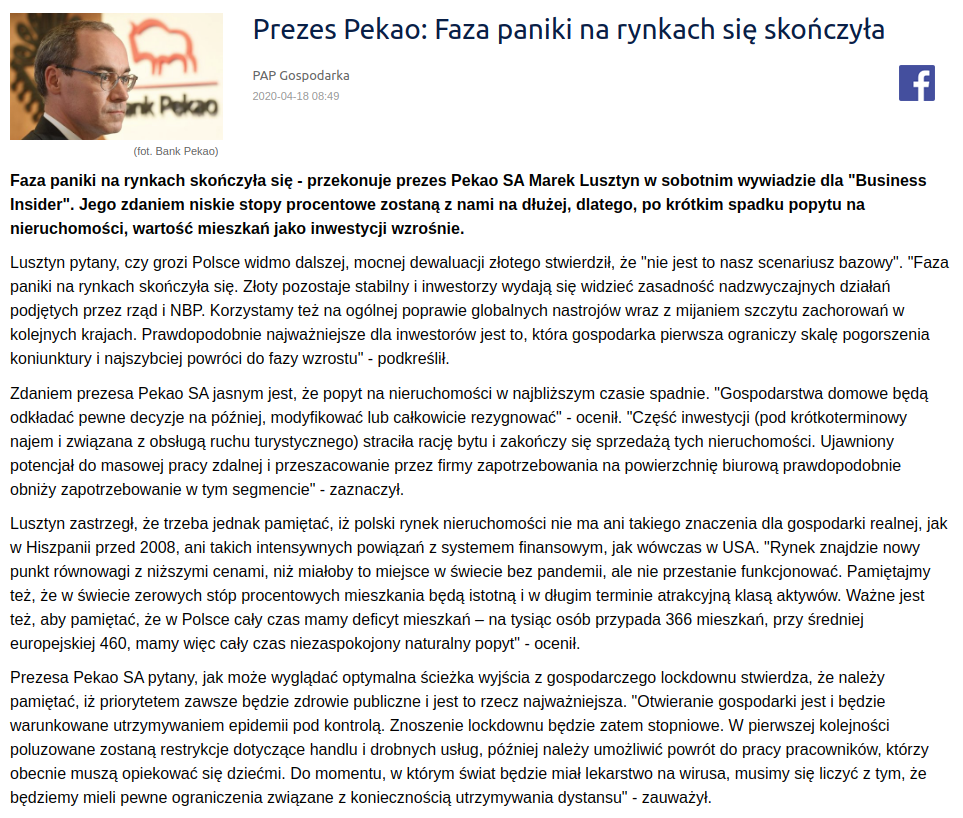 Prezes Pekao: Faza paniki na rynkach się skończyła
PAP Gospodarka
2020-04-18 08:49
ank Pekao
(fot. Bank Pekao)
Faza paniki na rynkach skończyła się - przekonuje prezes Pekao SA Marek Lusztyn w sobotnim wywiadzie dla "Business
Insider". Jego zdaniem niskie stopy procentowe zostaną z nami na dłużej, dlatego, po krótkim spadku popytu na
nieruchomości, wartość mieszkań jako inwestycji wzrośnie.
Lusztyn pytany, czy grozi Polsce widmo dalszej, mocnej dewaluacji złotego stwierdził, że "nie jest to nasz scenariusz bazowy". "Faza
paniki na rynkach skończyła się. Złoty pozostaje stabilny i inwestorzy wydają się widzieć zasadność nadzwyczajnych działań
podjętych przez rząd i NBP. Korzystamy też na ogólnej poprawie globalnych nastrojów wraz z mijaniem szczytu zachorowań w
kolejnych krajach. Prawdopodobnie najważniejsze dla inwestorów jest to, która gospodarka pierwsza ograniczy skalę pogorszenia
koniunktury i najszybciej powróci do fazy wzrostu" - podkreślił.
Zdaniem prezesa Pekao SA jasnym jest, że popyt na nieruchomości w najbliższym czasie spadnie. "Gospodarstwa domowe będą
odkładać pewne decyzje na później, modyfikować lub całkowicie rezygnować" - ocenił. "Część inwestycji (pod krótkoterminowy
najem i związana z obsługą ruchu turystycznego) straciła rację bytu i zakończy się sprzedażą tych nieruchomości. Ujawniony
potencjał do masowej pracy zdalnej i przeszacowanie przez firmy zapotrzebowania na powierzchnię biurową prawdopodobnie
obniży zapotrzebowanie w tym segmencie" - zaznaczył.
Lusztyn zastrzegł, że trzeba jednak pamiętać, iż polski rynek nieruchomości nie ma ani takiego znaczenia dla gospodarki realnej, jak
w Hiszpanii przed 2008, ani takich intensywnych powiązań z systemem finansowym, jak wówczas w USA. "Rynek znajdzie nowy
punkt równowagi z niższymi cenami, niż miałoby to miejsce w świecie bez pandemii, ale nie przestanie funkcjonować. Pamiętajmy
też, że w świecie zerowych stóp procentowych mieszkania będą istotną i w długim terminie atrakcyjną klasą aktywów. Ważne jest
też, aby pamiętać, że w Polsce cały czas mamy deficyt mieszkań – na tysiąc osób przypada 366 mieszkań, przy średniej
europejskiej 460, mamy więc cały czas niezaspokojony naturalny popyt" - ocenił.
Prezesa Pekao SA pytany, jak może wyglądać optymalna ścieżka wyjścia z gospodarczego lockdownu stwierdza, że należy
pamiętać, iż priorytetem zawsze będzie zdrowie publiczne i jest to rzecz najważniejsza. "Otwieranie gospodarki jest i będzie
warunkowane utrzymywaniem epidemii pod kontrolą. Znoszenie lockdownu będzie zatem stopniowe. W pierwszej kolejności
poluzowane zostaną restrykcje dotyczące handlu i drobnych usług, później należy umożliwić powrót do pracy pracowników, którzy
obecnie muszą opiekować się dziećmi. Do momentu, w którym świat będzie miał lekarstwo na wirusa, musimy się liczyć z tym, że
będziemy mieli pewne ograniczenia związane z koniecznością utrzymywania dystansu" - zauważył.